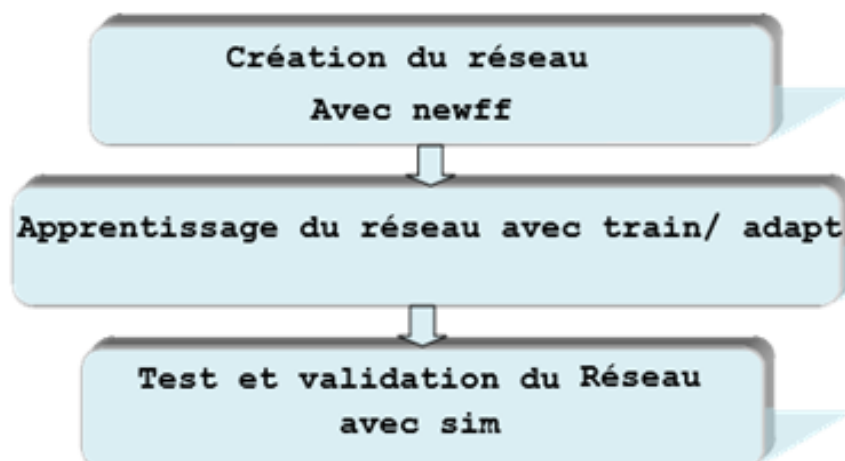 Création du réseau
Avec newff
Apprentissage du réseau avec train/ adapt
Test et validation du Réseau
avec sim